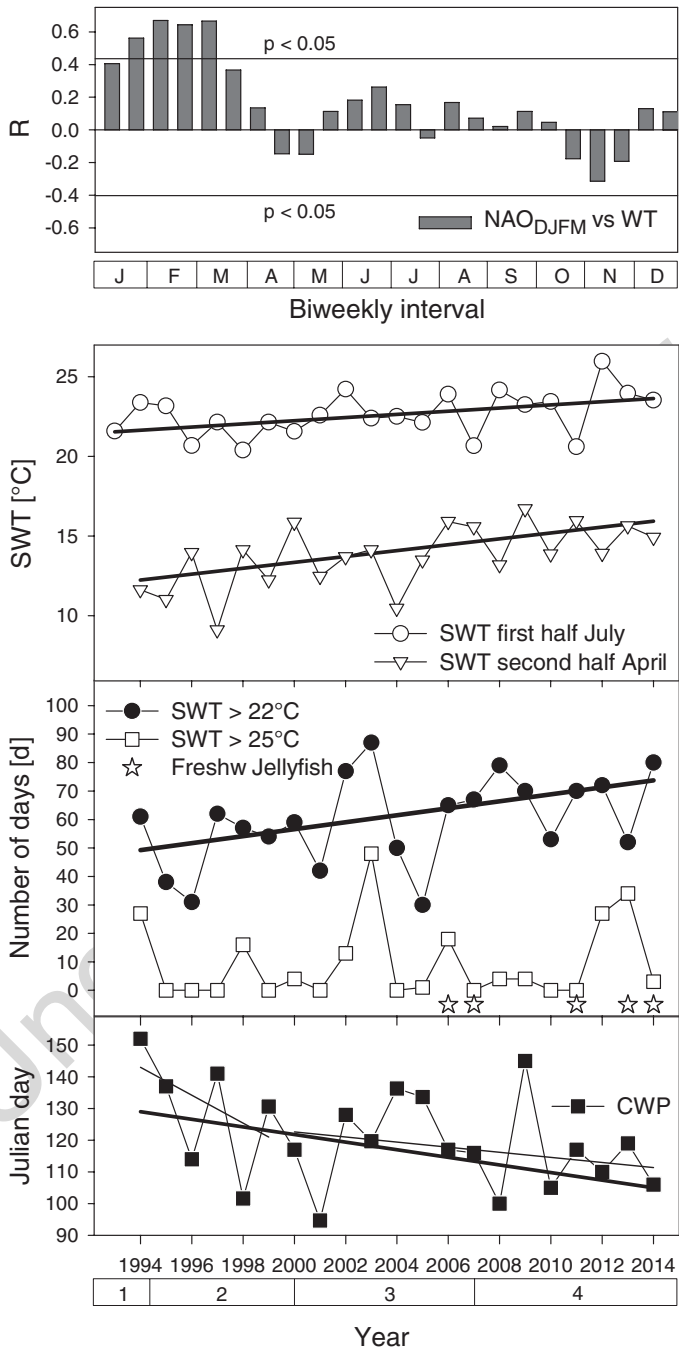 0.6
0.4
0.2
0.0
-0.2
-0.4
-0.6
R
p < 0.05
p < 0.05
NAO DJFM vs WT
J F M A M J J A S O N D
Biweekly interval
25
20
15
10
SWT [°C]
SWT first half July
SWT second half April
100
90
80
70
60
50
40
30
20
10
0
Number of days [d]
SWT > 22°C
SWT > 25°C
Freshw Jellyfish
150
140
130
120
110
100
90
Julian day
CWP
1994 1996 1998 2000 2002 2004 2006 2008 2010 2012 2014
1 2 3 4
Year